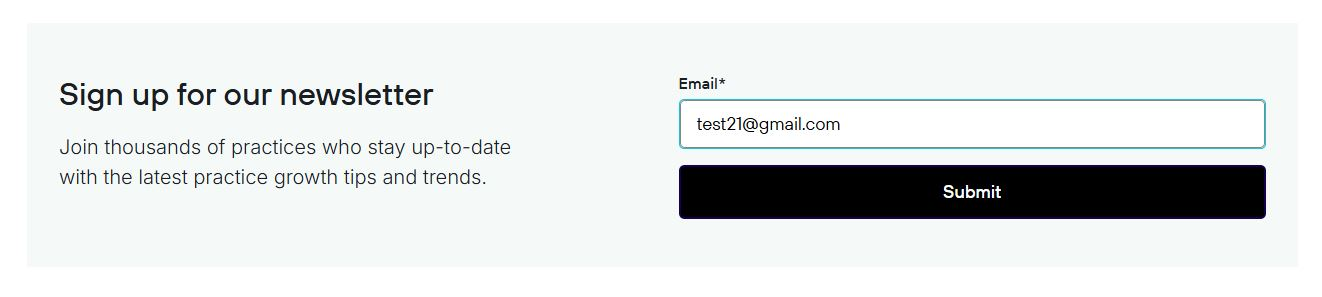 Sign up for our newsletter
Join thousands of practices who stay up-to-date
with the latest practice growth tips and trends.
Email*
test21@gmail.com
Submit